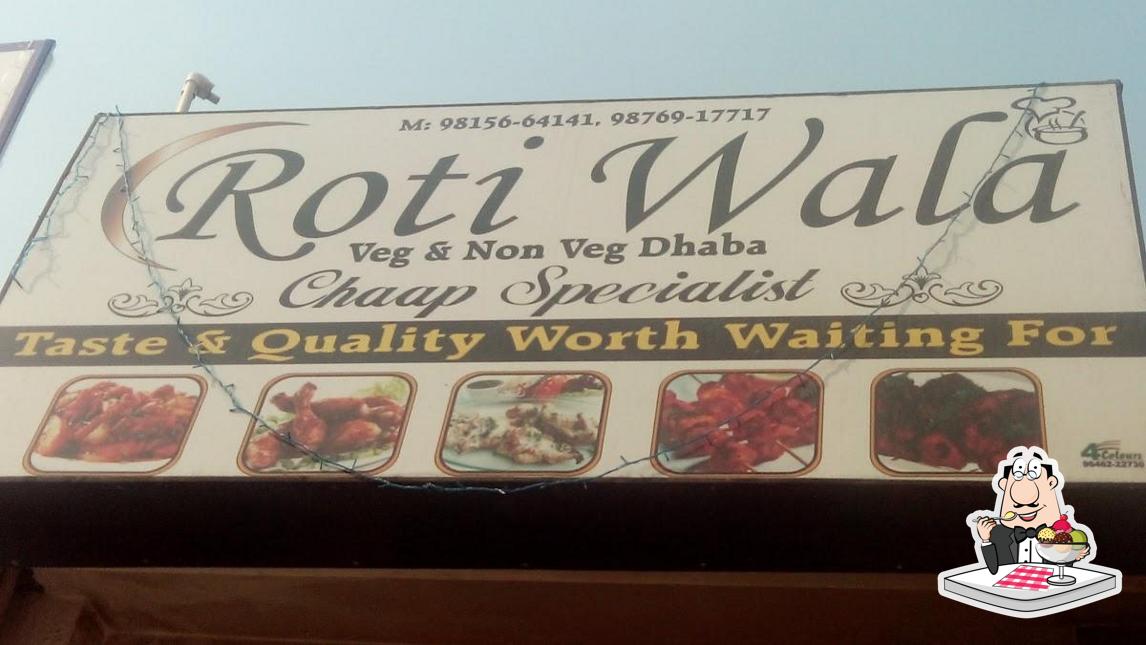 M: 98156-64141, 98769-17717
Roti Wala
Veg & Non Veg Dhaba
Chaap Specialist
Taste & Quality Worth Waiting For
4 Colours